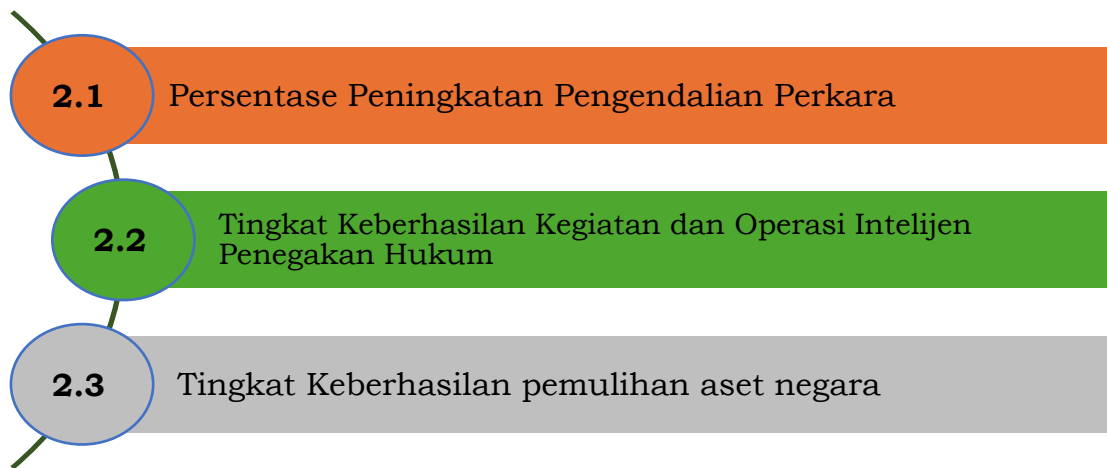 2.1 Persentase Peningkatan Pengendalian Perkara
2.2 Tingkat Keberhasilan Kegiatan dan Operasi Intelijen
Penegakan Hukum
2.3 Tingkat Keberhasilan pemulihan aset negara